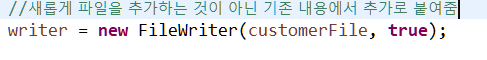 //새롭게 파일을 추가하는 것이 아닌 기존 내용에서 추가로 붙여줌
writer = new FileWriter(customerFile, true);